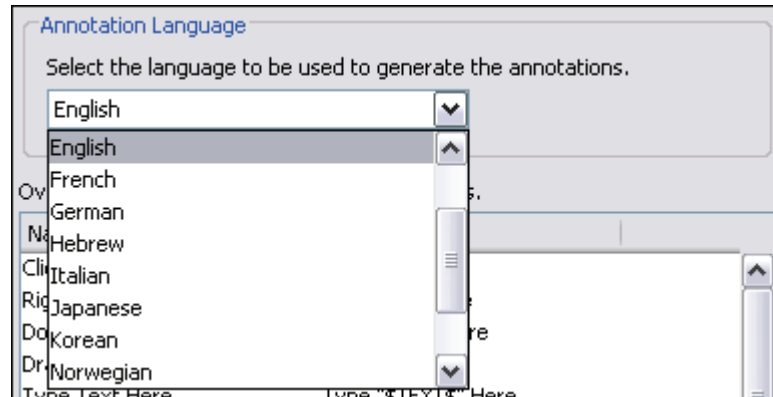 Annotation Language
Select the language to be used to generate the annotations.
English
English
French
German
Hebrew
Italian
Japanese
Korean
Norwegian
Type Text Here Type "$TEXT$" Here